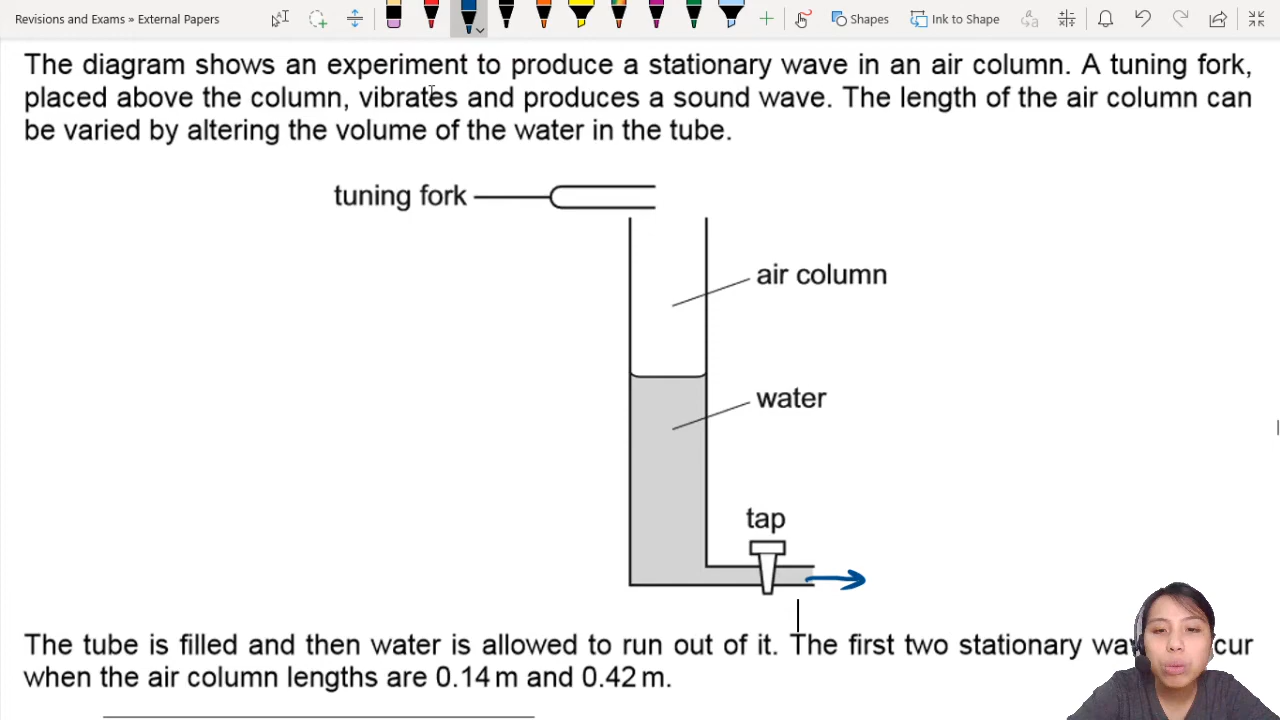 Revisions and Exams » External Papers
Shapes
Ink to Shape
The diagram shows an experiment to produce a stationary wave in an air column. A tuning fork,
placed above the column, vibrates and produces a sound wave. The length of the air column can
be varied by altering the volume of the water in the tube.
tuning fork
air column
water
tap
The tube is filled and then water is allowed to run out of it. The first two stationary
when the air column lengths are 0.14 m and 0.42 m.